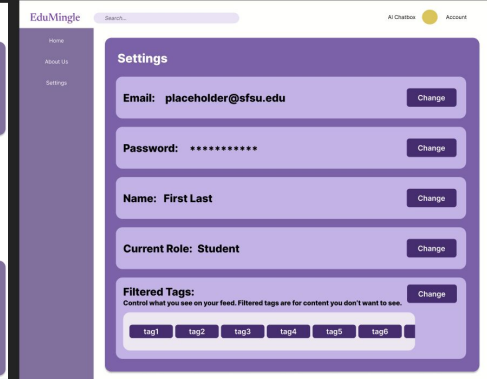 EduMingle
Search...
AI Chatbox
Account
Home
About Us
Settings
Settings
Email: placeholder@sfsu.edu
Change
Password: ***********
Change
Name: First Last
Change
Current Role: Student
Change
Filtered Tags:
Control what you see on your feed. Filtered tags are for content you don't want to see.
Change
tag1 tag2 tag3 tag4 tag5 tag6